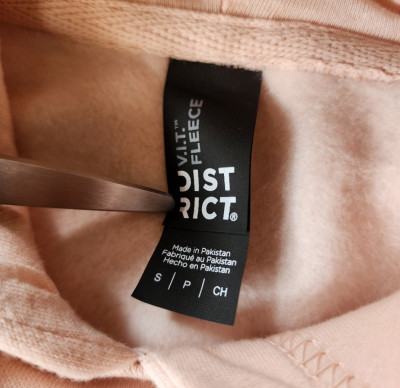 V.I.T.™
FLEECE
DIST
RICT®
Made in Pakistan
Fabriqué au Pakistan
Hecho en Pakistan
S | P | CH